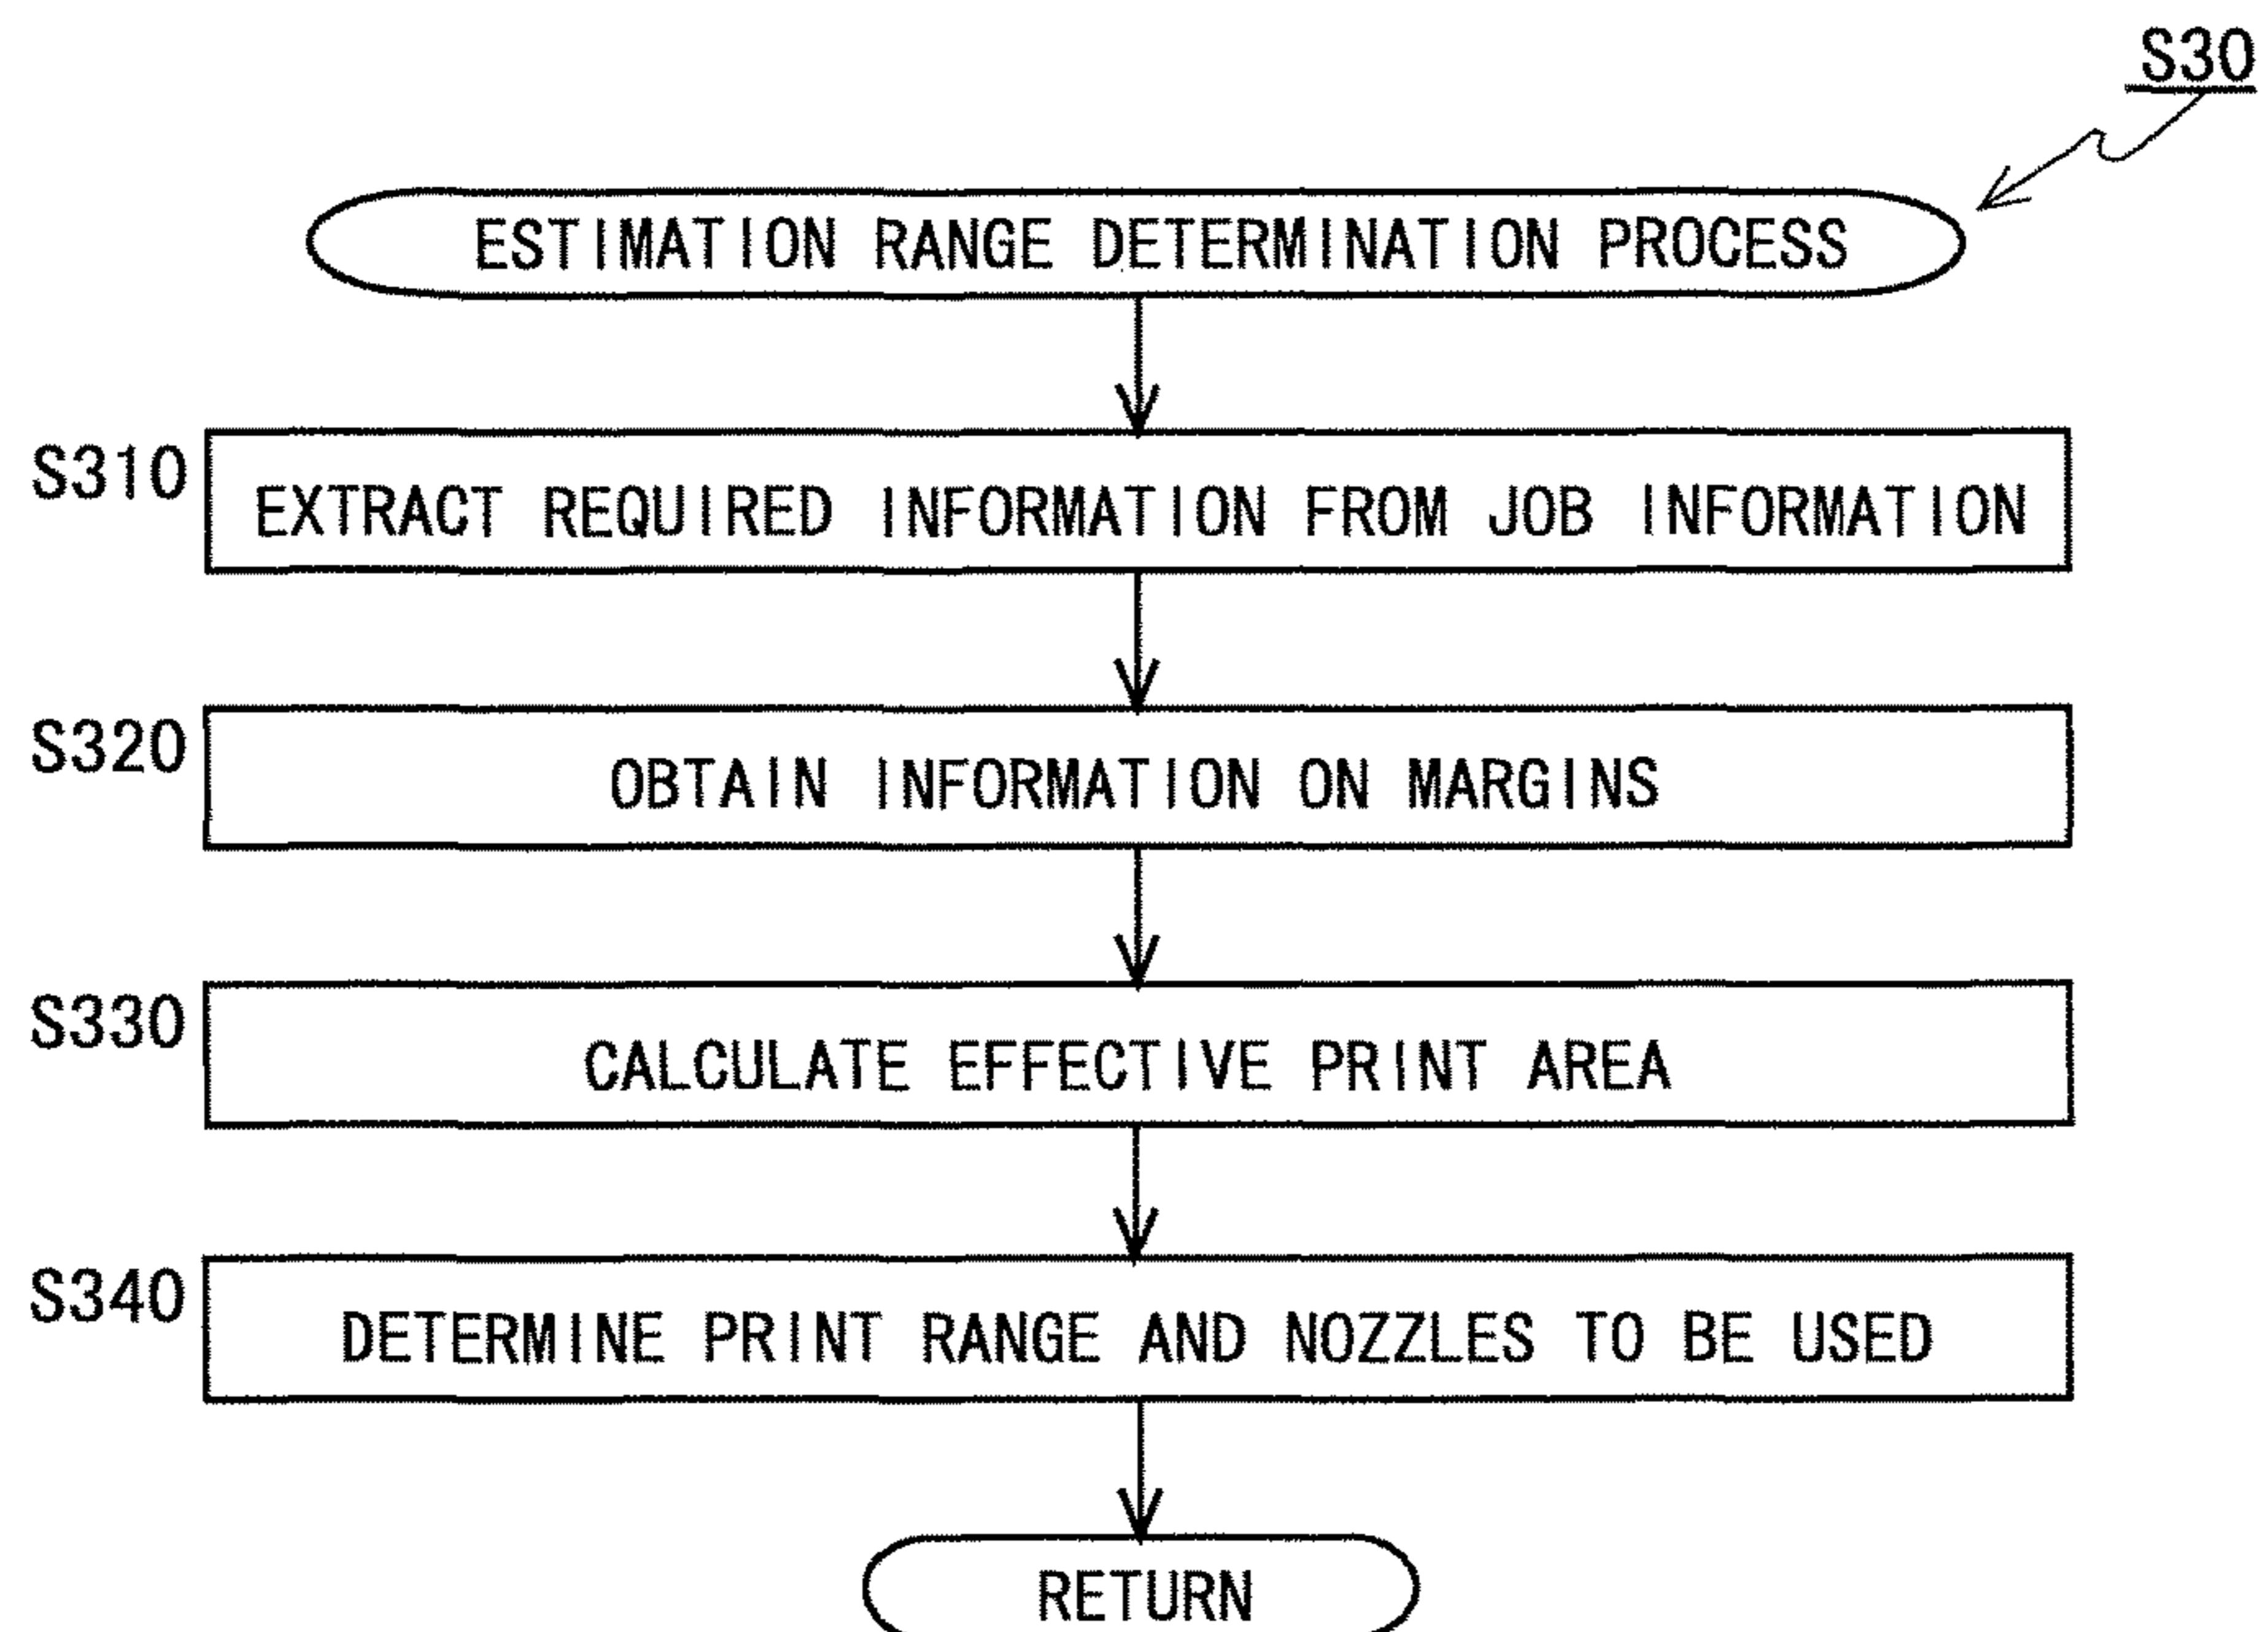 S30
ESTIMATION RANGE DETERMINATION PROCESS
S310
EXTRACT REQUIRED INFORMATION FROM JOB INFORMATION
S320
OBTAIN INFORMATION ON MARGINS
S330
CALCULATE EFFECTIVE PRINT AREA
S340
DETERMINE PRINT RANGE AND NOZZLES TO BE USED
RETURN